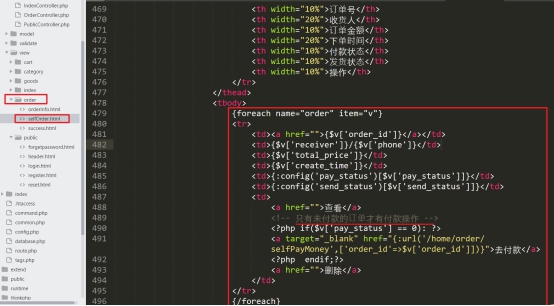 IndexController.php
OrderController.php
PublicController.php
model
validate
view
cart
category
goods
index
order
orderinfo.html
selfOrder.html
success.html
public
forgetpassword.html
header.html
login.html
register.html
reset.html
index
.htaccess
command.php
common.php
config.php
database.php
route.php
tags.php
extend
public
runtime
thinkphp
469 <th width="10%">订单号</th>
470 <th width="20%">收货人</th>
471 <th width="10%">订单金额</th>
472 <th width="20%">下单时间</th>
473 <th width="10%">付款状态</th>
474 <th width="10%">发货状态</th>
475 <th width="10%">操作</th>
476 </tr>
477 </thead>
478 <tbody>
479 {foreach name="order" item="v"}
480 <tr>
481 <td><a href="">{$v['order_id']}</a></td>
482 <td>{$v['receiver']}/{$v['phone']}</td>
483 <td>{$v['total_price']}</td>
484 <td>{$v['create_time']}</td>
485 <td>{:config('pay_status')[$v['pay_status']]}</td>
486 <td>{:config('send_status')[$v['send_status']]}</td>
487 <td>
488 <a href="">查看</a>
489 <!-- 只有未付款的订单才有付款操作 -->
490 <?php if($v['pay_status'] == 0): ?>
491 <a target="_blank" href="{:url('/home/order/
selfPayMoney',['order_id'=>$v['order_id']])}">去付款</a>
492 <?php endif;?>
493 <a href="">删除</a>
494 </td>
495 </tr>
496 {/foreach}